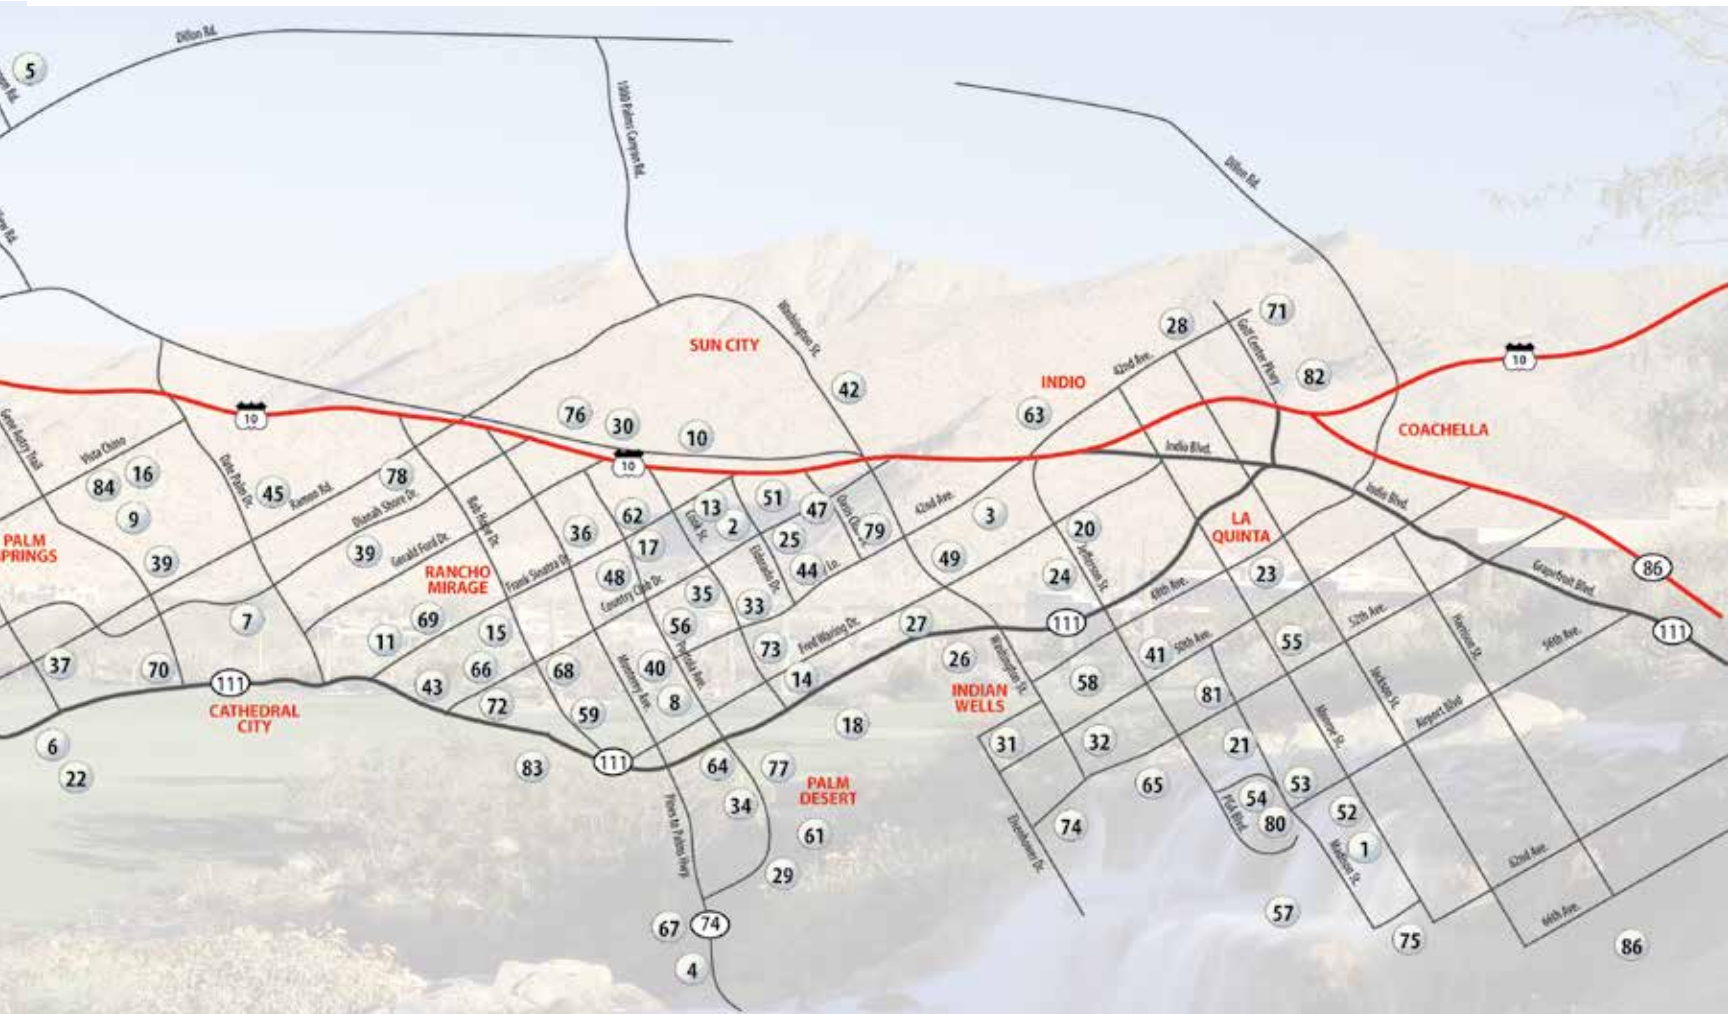 Dillon Rd.
5
1000 Palms Canyon Rd.
Dillon Rd.
Washington St.
SUN CITY
28
71
Golf Center Pkwy
42nd Ave.
10
82
INDIO
42
63
COACHELLA
76
30
10
10
10
Gene Autry Trail
Vista Chino
84
16
9
Date Palm Dr.
45
Ramon Rd.
78
Dianah Shore Dr.
Bob Hope Dr.
Indio Blvd.
Indio Blvd.
PALM
39
39
Gerald Ford Dr.
RANCHO
MIRAGE
Frank Sinatra Dr.
36
62
17
13
2
Cook St.
51
47
25
79
42nd Ave.
3
20
LA
QUINTA
Jefferson St.
49
24
23
48th Ave.
86
Grapefruit Blvd.
48
Country Club Dr.
35
Eldorado Dr.
44
33
7
69
11
15
56
73
Fred Waring Dr.
27
111
111
52th Ave.
55
Harrison St.
56th Ave.
37
70
111
66
68
40
Portola Ave.
Monterey Ave.
14
26
Washington St.
41
50th Ave.
58
81
Jackson St.
43
72
59
8
18
INDIAN
WELLS
CATHEDRAL
CITY
6
22
83
111
64
77
PALM
DESERT
31
32
21
Monroe St.
Airport Blvd
65
53
54
PGA Blvd.
80
52
1
Madison St.
34
61
74
Eisenhower Dr.
Pines to Palms Hwy.
29
62nd Ave.
57
66th Ave.
67
74
75
86
4